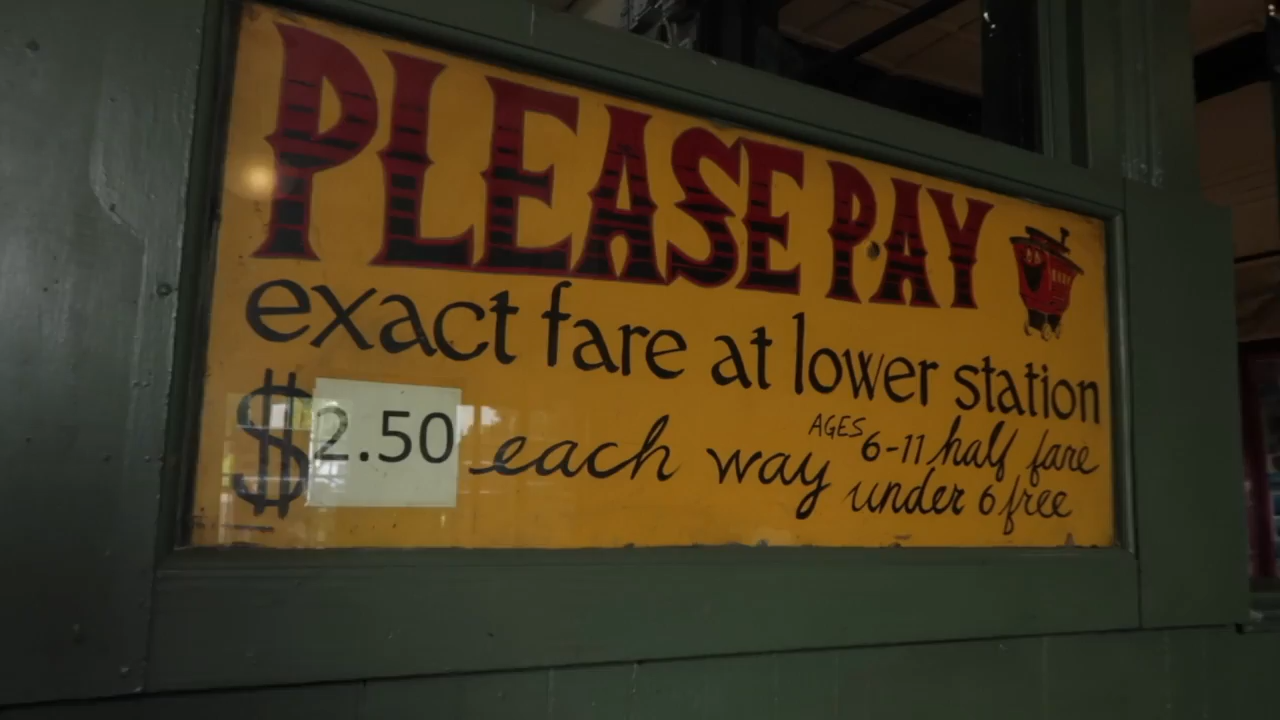 PLEASE PAY
exact fare at lower station
$2.50 each way AGES 6-11 half fare
under 6 free